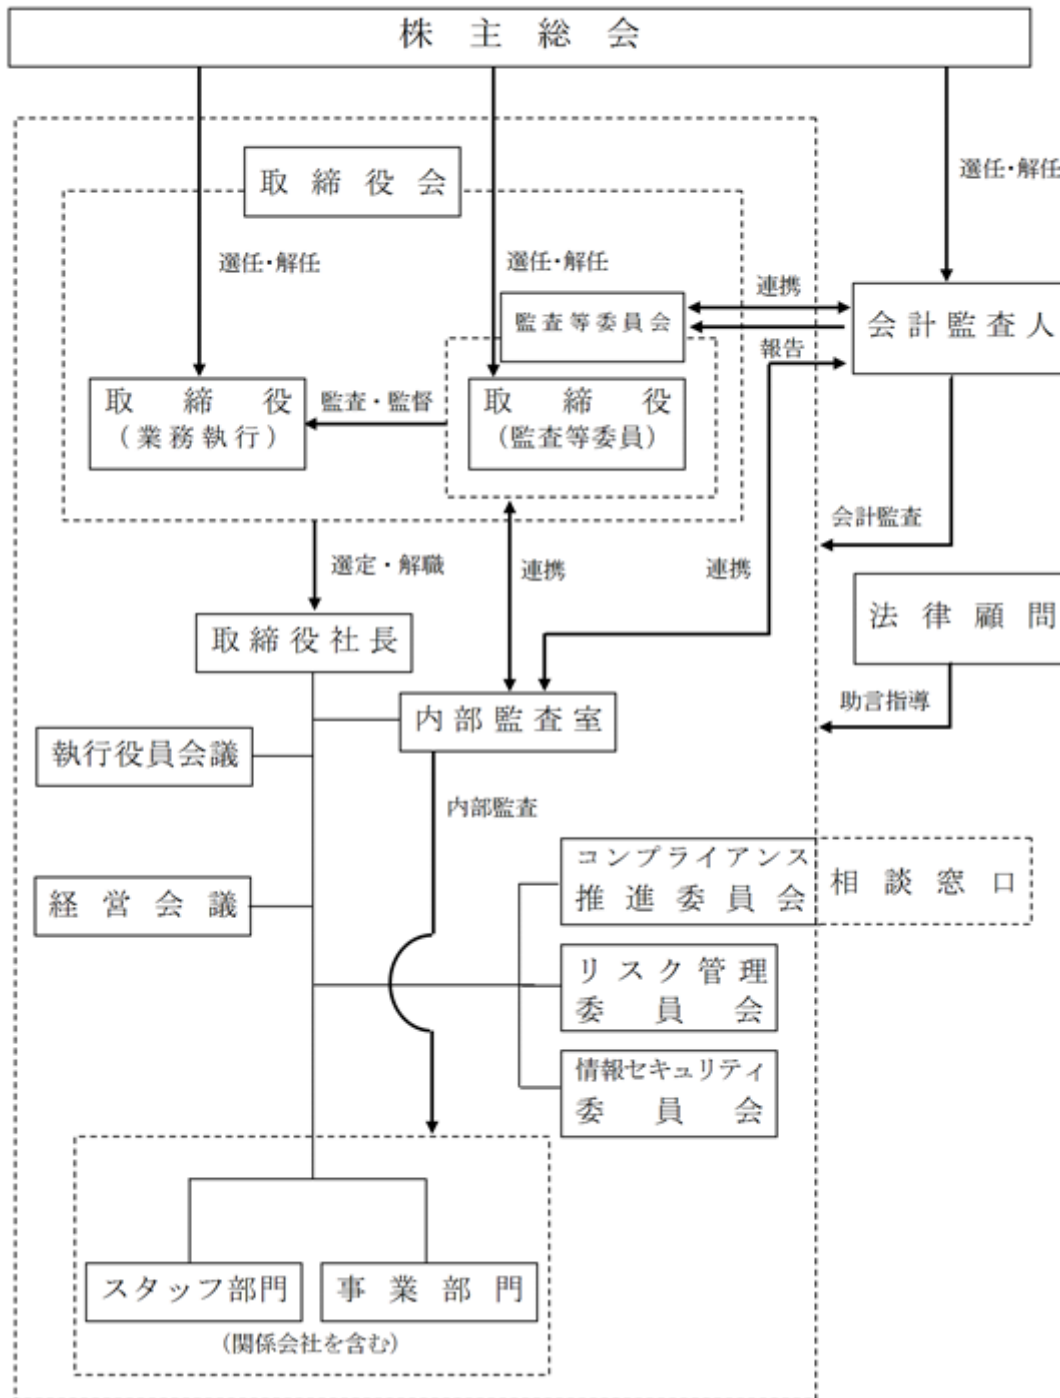 株主総会
取締役会
選任・解任
選任・解任
選任・解任
監査等委員会
連携
会計監査人
報告
取締役
(業務執行)
監査・監督
取締役
(監査等委員)
会計監査
選定・解職
連携
連携
取締役社長
法律顧問
助言指導
内部監査室
執行役員会議
内部監査
コンプライアンス
推進委員会
相談窓口
経営会議
リスク管理
委員会
情報セキュリティ
委員会
スタッフ部門
事業部門
(関係会社を含む)